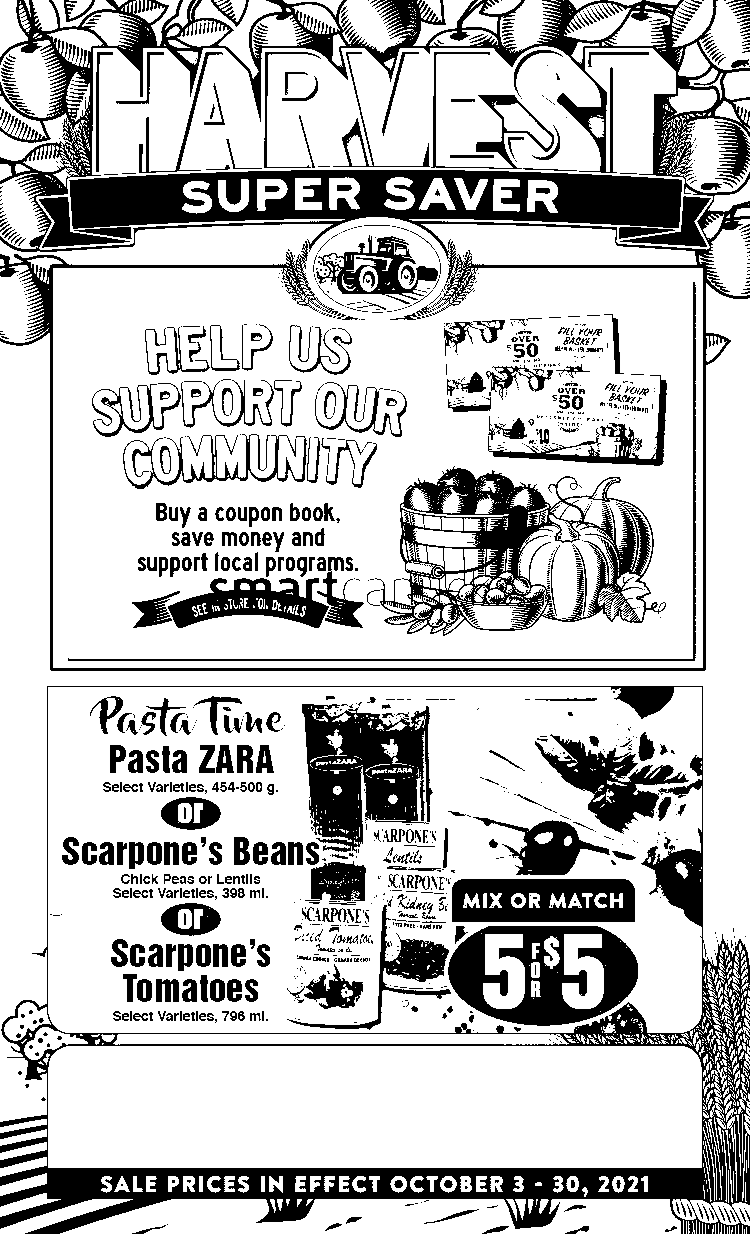 HARVEST
SUPER SAVER
HELP US
SUPPORT OUR
COMMUNITY
OVER
$50
FILL YOUR
BASKET
OVER
$50
FILL YOUR
BASKET
$10
Buy a coupon book,
save money and
support local programs.
smart
SEE IN STORE FOR DETAILS
Pasta Time
Pasta ZARA
Select Varieties, 454-500 g.
or
Scarpone's Beans
Chick Peas or Lentils
Select Varieties, 398 ml.
or
Scarpone's
Tomatoes
Select Varieties, 796 ml.
PASTAZARA
PASTAZARA
SCARPONE'S
Lentils
SCARPONE'S
Kidney
SCARPONE'S
Diced Tomatoes
MIX OR MATCH
5 FOR $5
SALE PRICES IN EFFECT OCTOBER 3 - 30, 2021